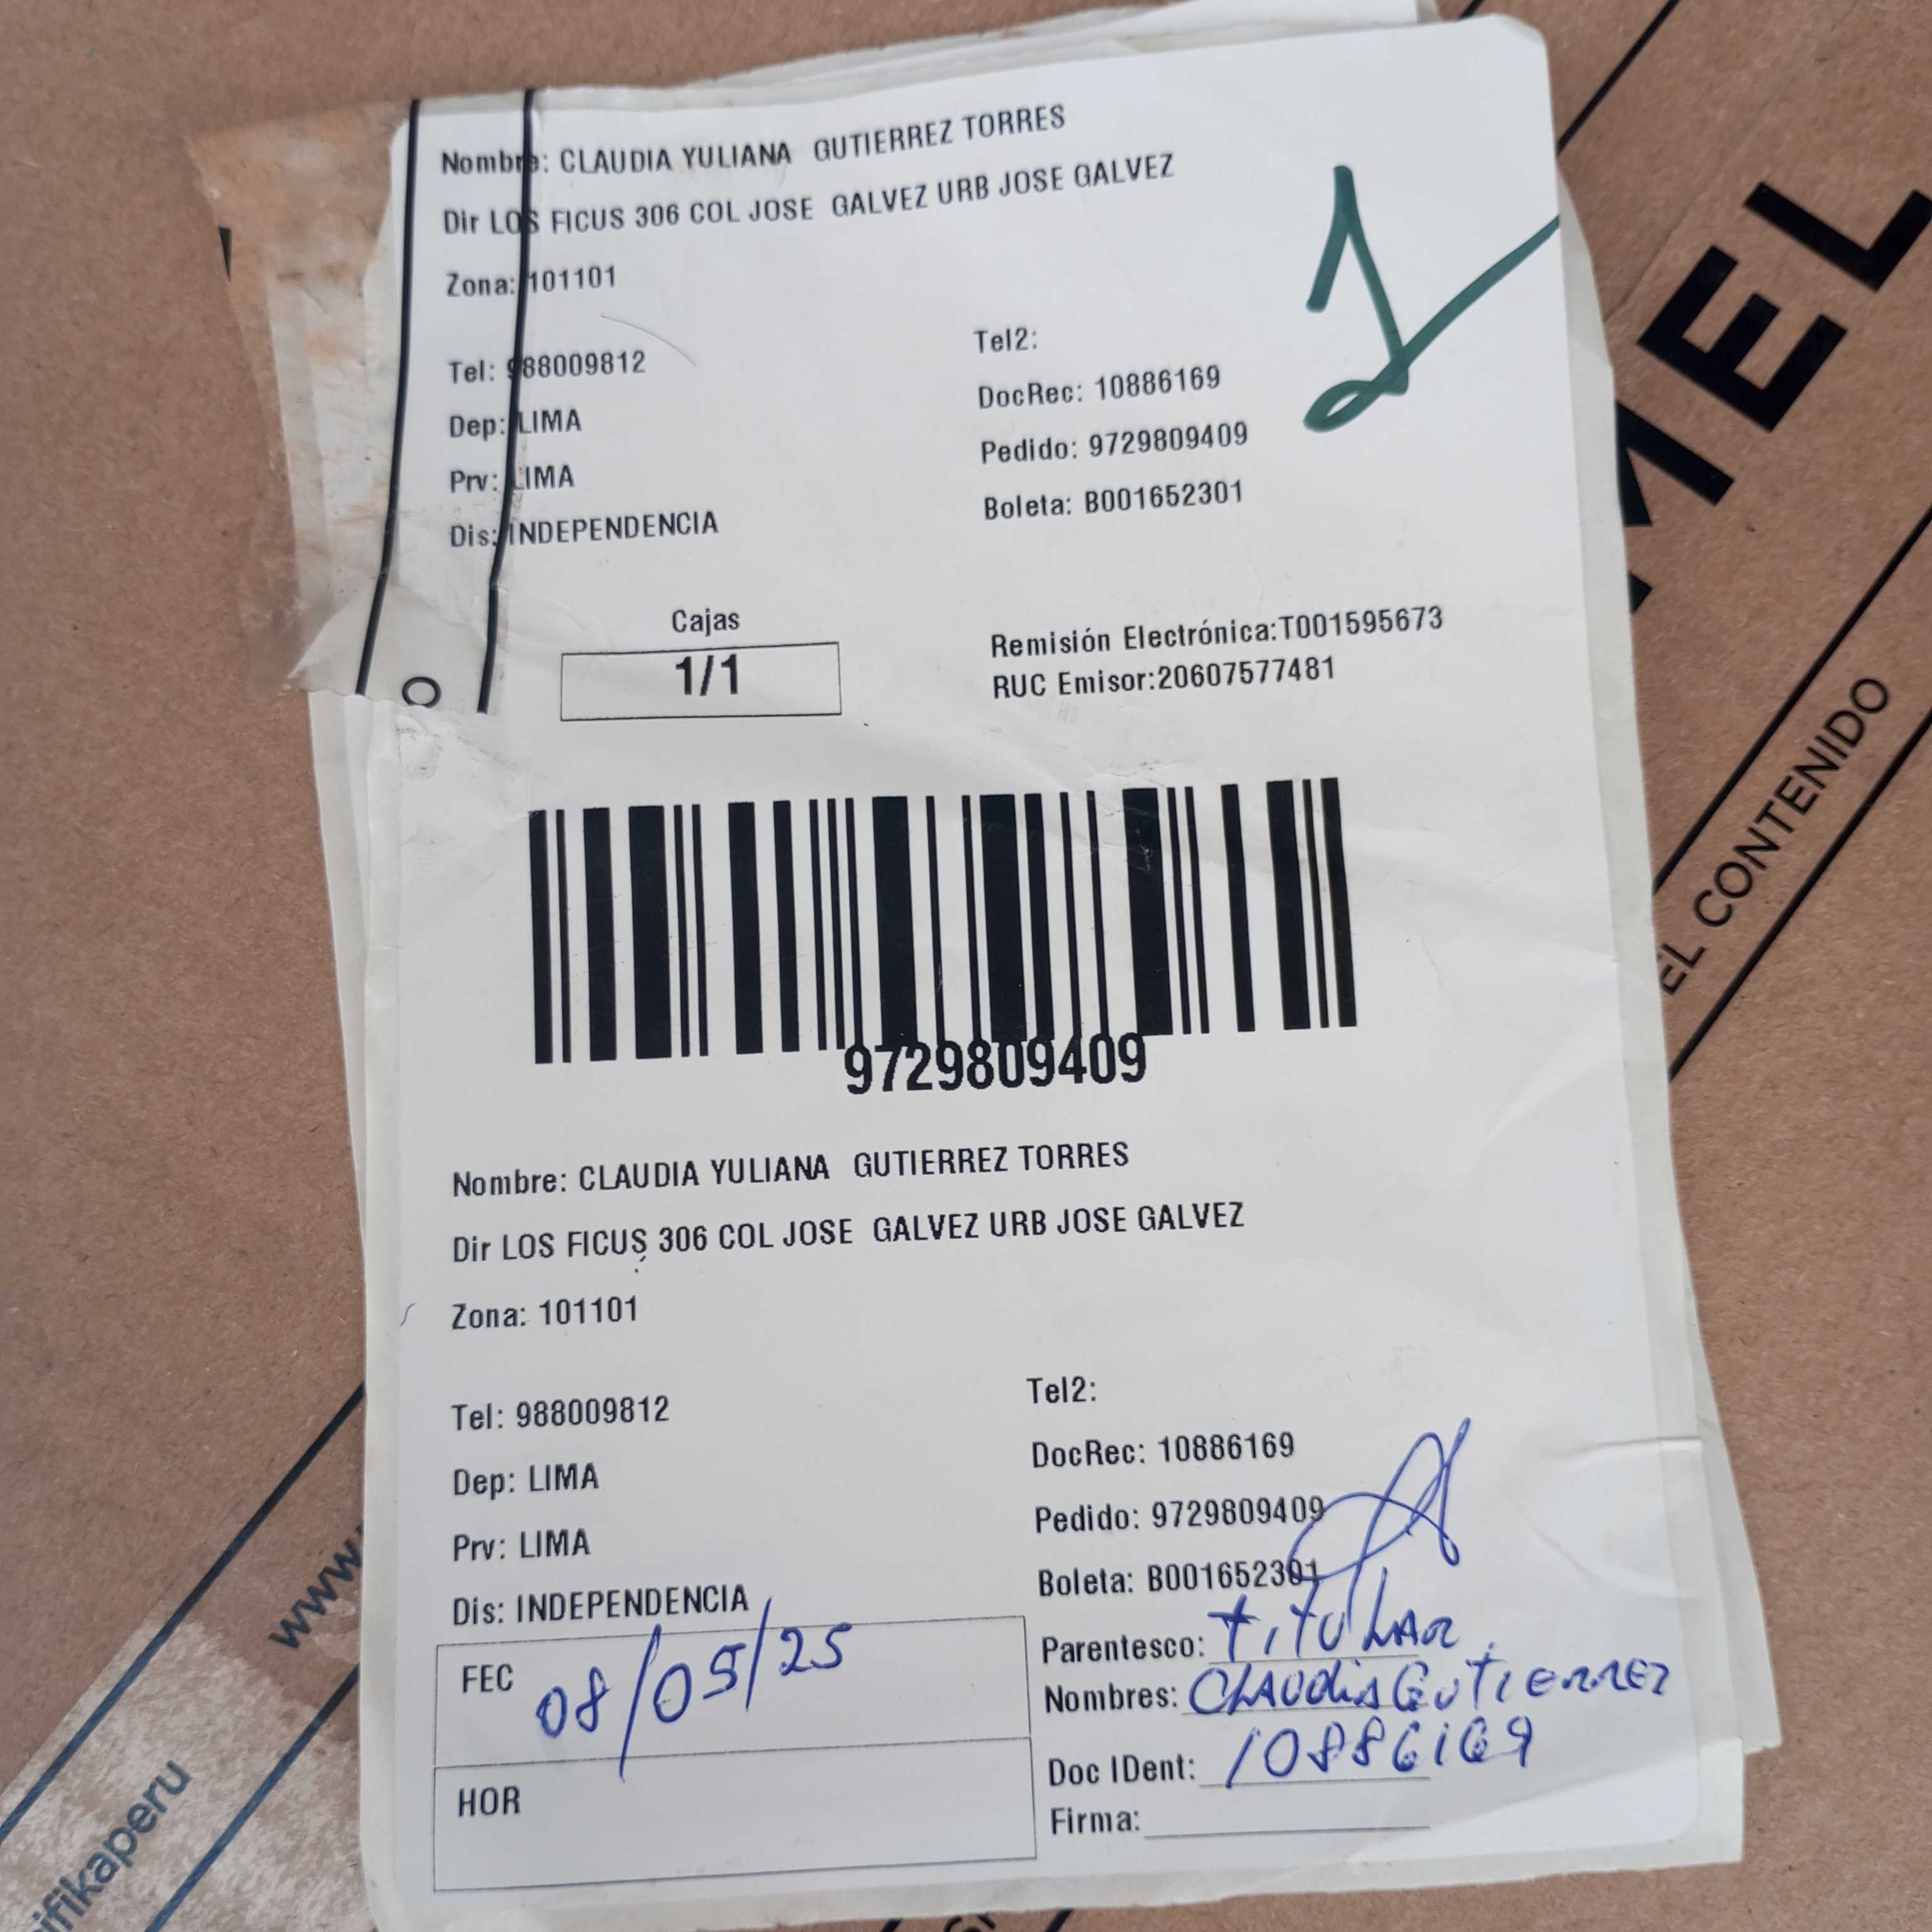 Nombre: CLAUDIA YULIANA GUTIERREZ TORRES
Dir LOS FICUS 306 COL JOSE GALVEZ URB JOSE GALVEZ
Zona: 101101
Tel: 988009812
Tel2:
Dep: LIMA
DocRec: 10886169
Prv: LIMA
Pedido: 9729809409
Dis: INDEPENDENCIA
Boleta: B001652301
Cajas
1/1
Remisión Electrónica:T001595673
RUC Emisor:20607577481
9729809409
Nombre: CLAUDIA YULIANA GUTIERREZ TORRES
Dir LOS FICUS 306 COL JOSE GALVEZ URB JOSE GALVEZ
Zona: 101101
Tel: 988009812
Tel2:
Dep: LIMA
DocRec: 10886169
Prv: LIMA
Pedido: 9729809409
Dis: INDEPENDENCIA
Boleta: B001652301
FEC 08/05/25
HOR
Parentesco: TITULAR
Nombres: CLAUDIA GUTIERREZ
Doc IDent: 10886169
Firma:
MEL
EL CONTENIDO
www.
ifikaperu